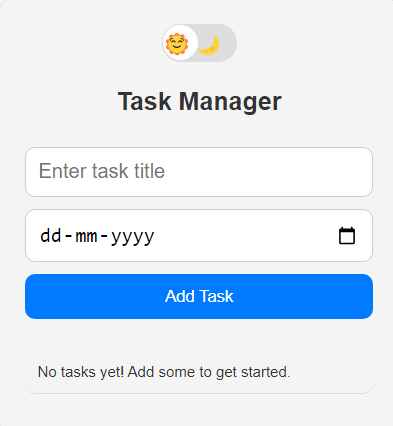 Task Manager
Enter task title
dd-mm-yyyy
Add Task
No tasks yet! Add some to get started.